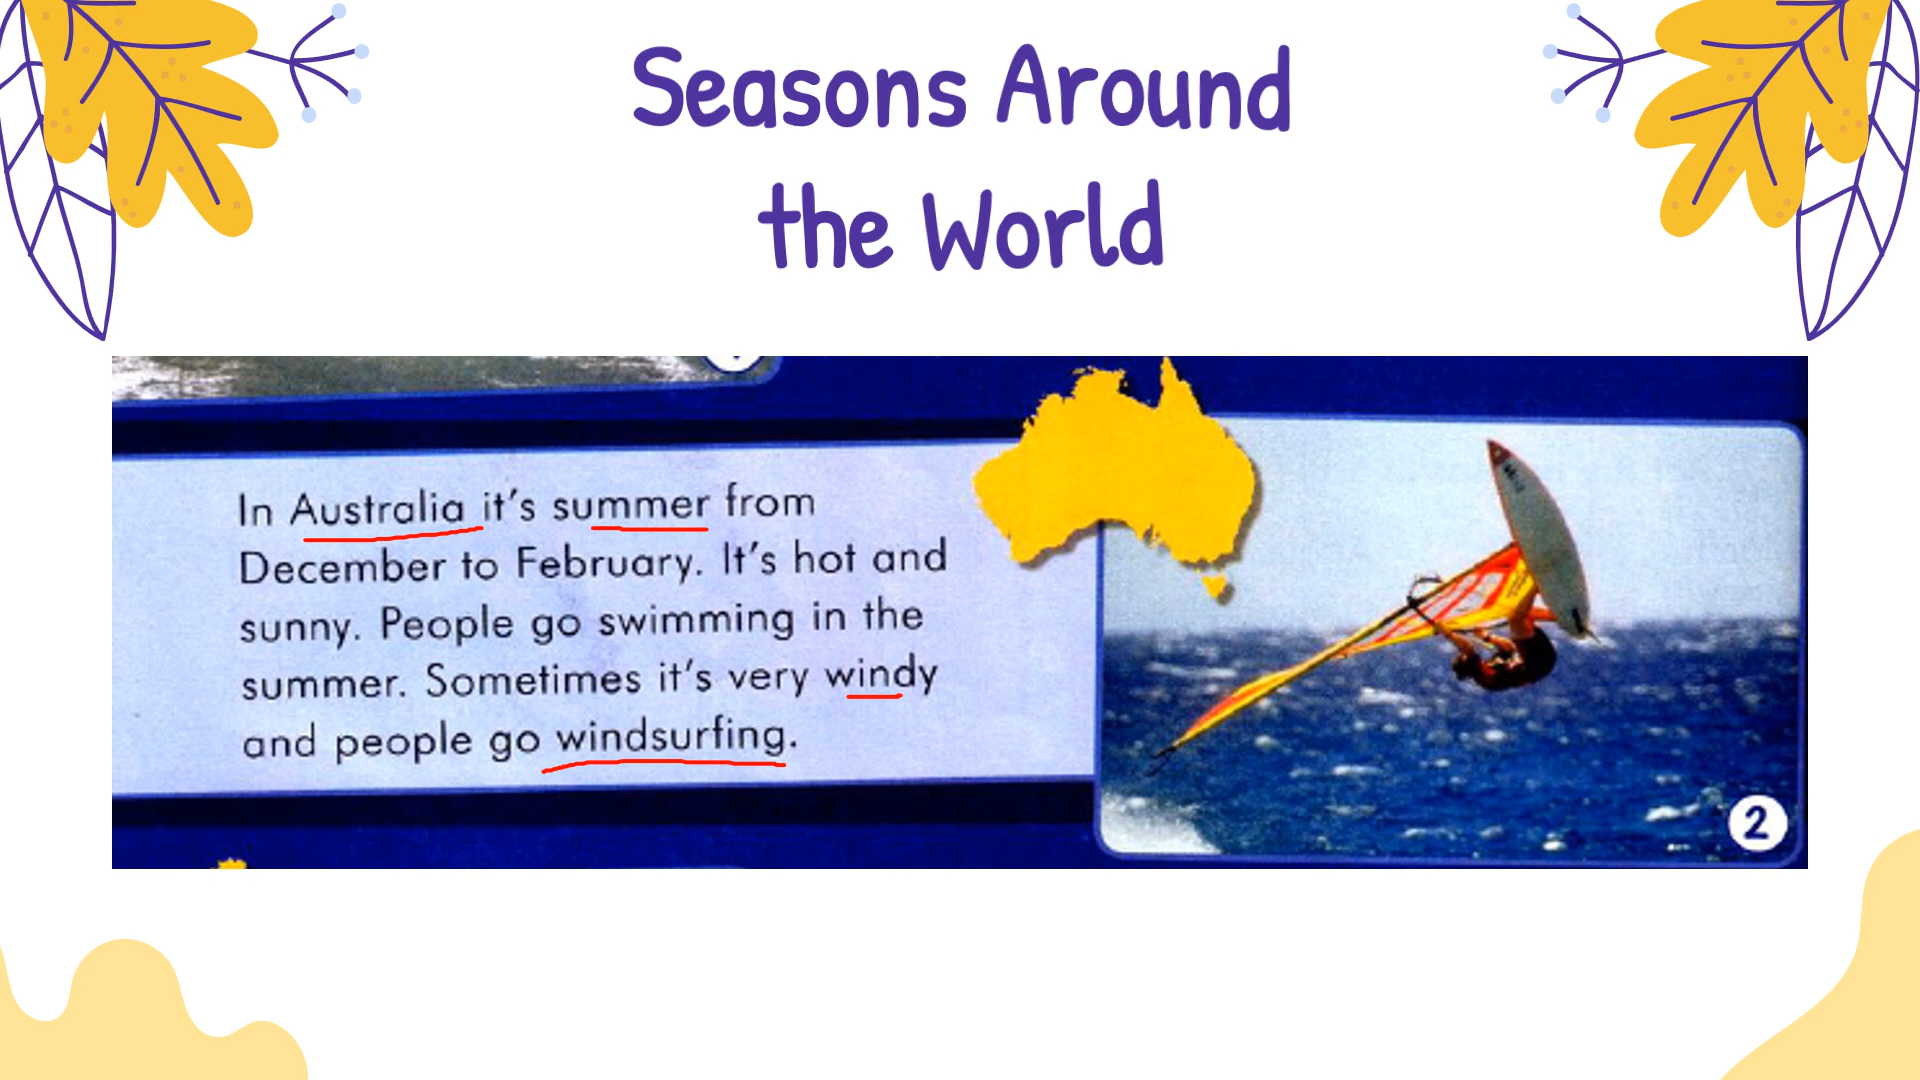 Seasons Around
the World
In Australia it's summer from
December to February. It's hot and
sunny. People go swimming in the
summer. Sometimes it's very windy
and people go windsurfing.
2